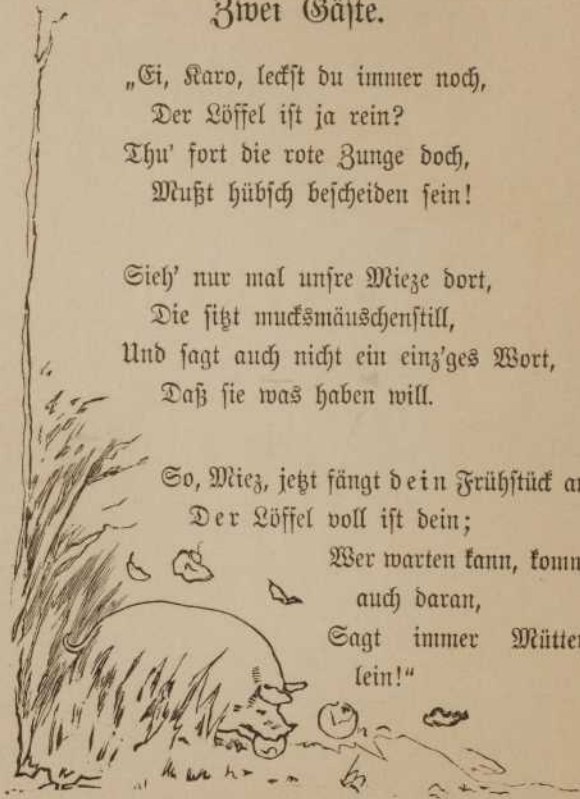 Zwei Gäste.
„Ei, Karo, leckst du immer noch,
Der Löffel ist ja rein?
Thu' fort die rote Zunge doch,
Mußt hübsch bescheiden sein!
Sieh' nur mal unsre Mieze dort,
Die sitzt mucksmäuschenstill,
Und sagt auch nicht ein einz'ges Wort,
Daß sie was haben will.
So, Miez, jetzt fängt dein Frühstück an
Der Löffel voll ist dein;
Wer warten kann, komm
auch daran,
Sagt immer Mütter
lein!“